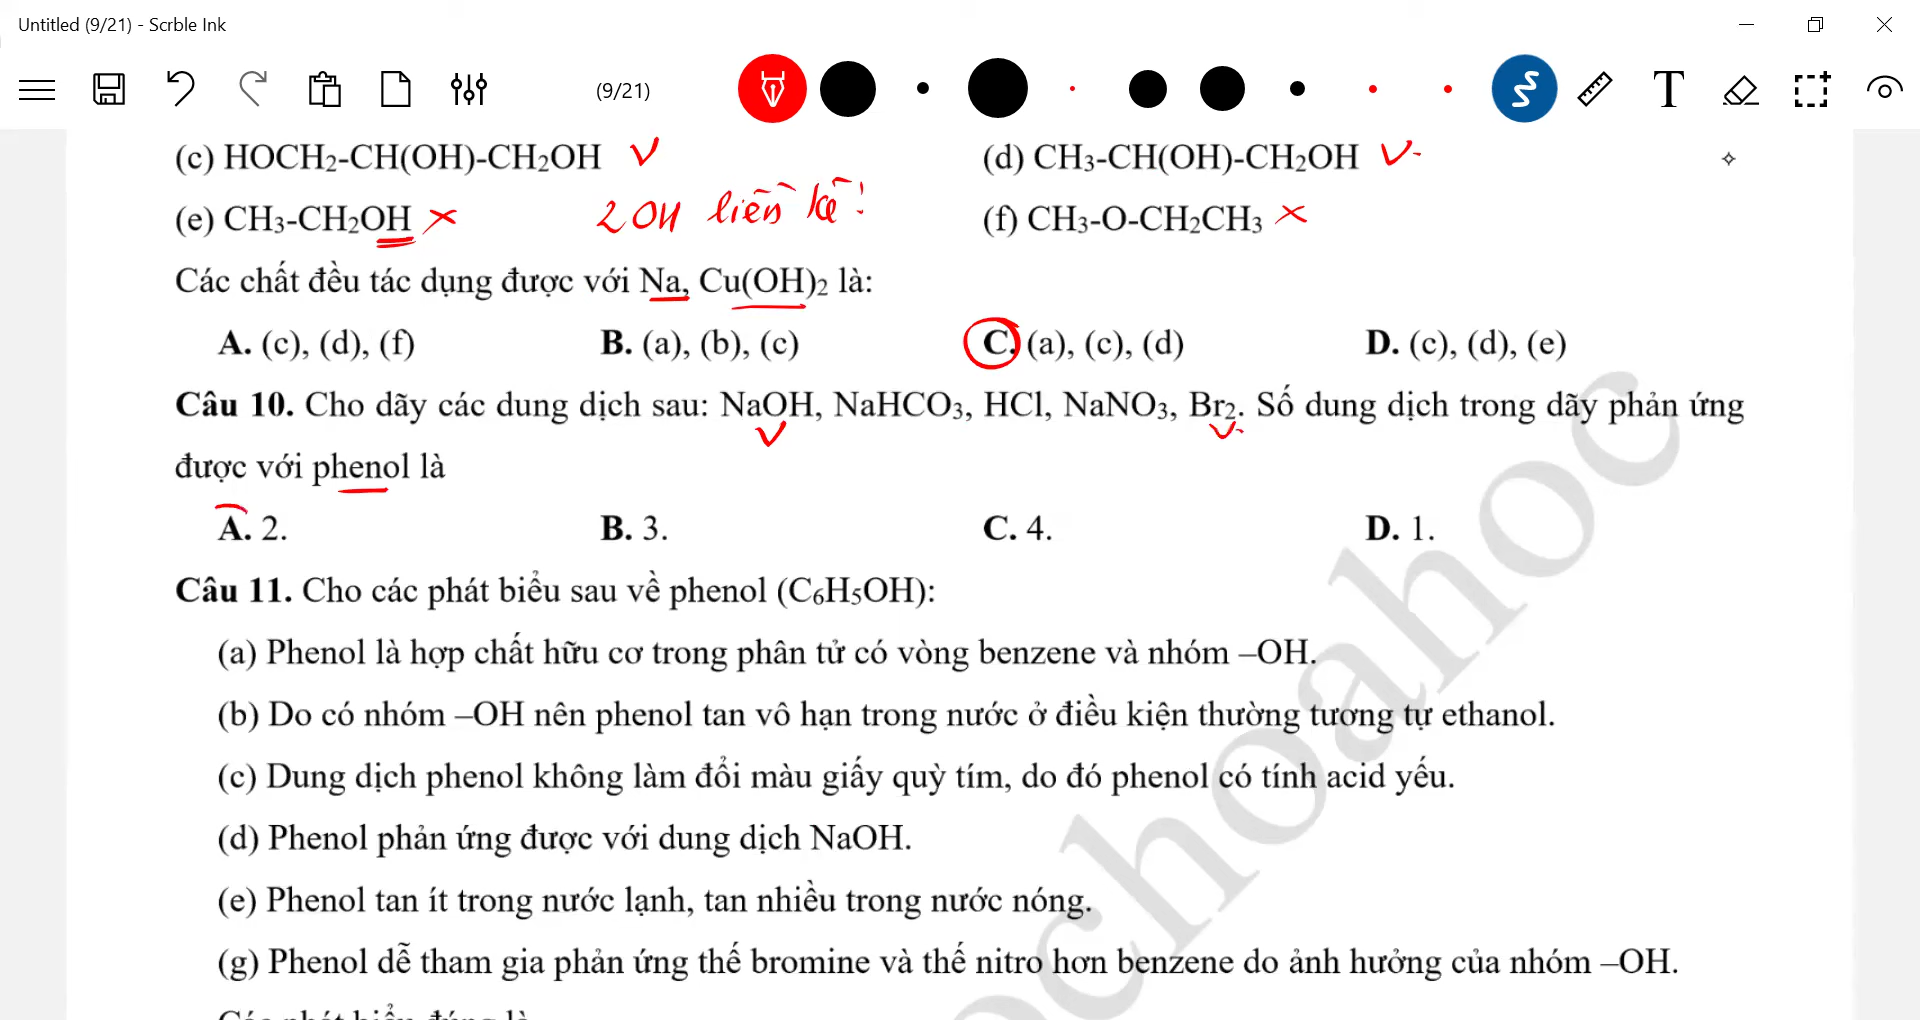 Untitled (9/21) - Scrble Ink
(9/21)
T
(c) HOCH₂-CH(OH)-CH₂OH V (d) CH₃-CH(OH)-CH₂OH V
(e) CH₃-CH₂OH × 2 OH liền kề! (f) CH₃-O-CH₂CH₃ ×
Các chất đều tác dụng được với Na, Cu(OH)₂ là:
A. (c), (d), (f) B. (a), (b), (c) C. (a), (c), (d) D. (c), (d), (e)
Câu 10. Cho dãy các dung dịch sau: NaOH, NaHCO₃, HCl, NaNO₃, Br₂. Số dung dịch trong dãy phản ứng
V V
được với phenol là
A. 2. B. 3. C. 4. D. 1.
Câu 11. Cho các phát biểu sau về phenol (C₆H₅OH):
(a) Phenol là hợp chất hữu cơ trong phân tử có vòng benzene và nhóm –OH.
(b) Do có nhóm –OH nên phenol tan vô hạn trong nước ở điều kiện thường tương tự ethanol.
(c) Dung dịch phenol không làm đổi màu giấy quỳ tím, do đó phenol có tính acid yếu.
(d) Phenol phản ứng được với dung dịch NaOH.
(e) Phenol tan ít trong nước lạnh, tan nhiều trong nước nóng.
(g) Phenol dễ tham gia phản ứng thế bromine và thế nitro hơn benzene do ảnh hưởng của nhóm –OH.
Các phát biểu đúng là
ochoahoc